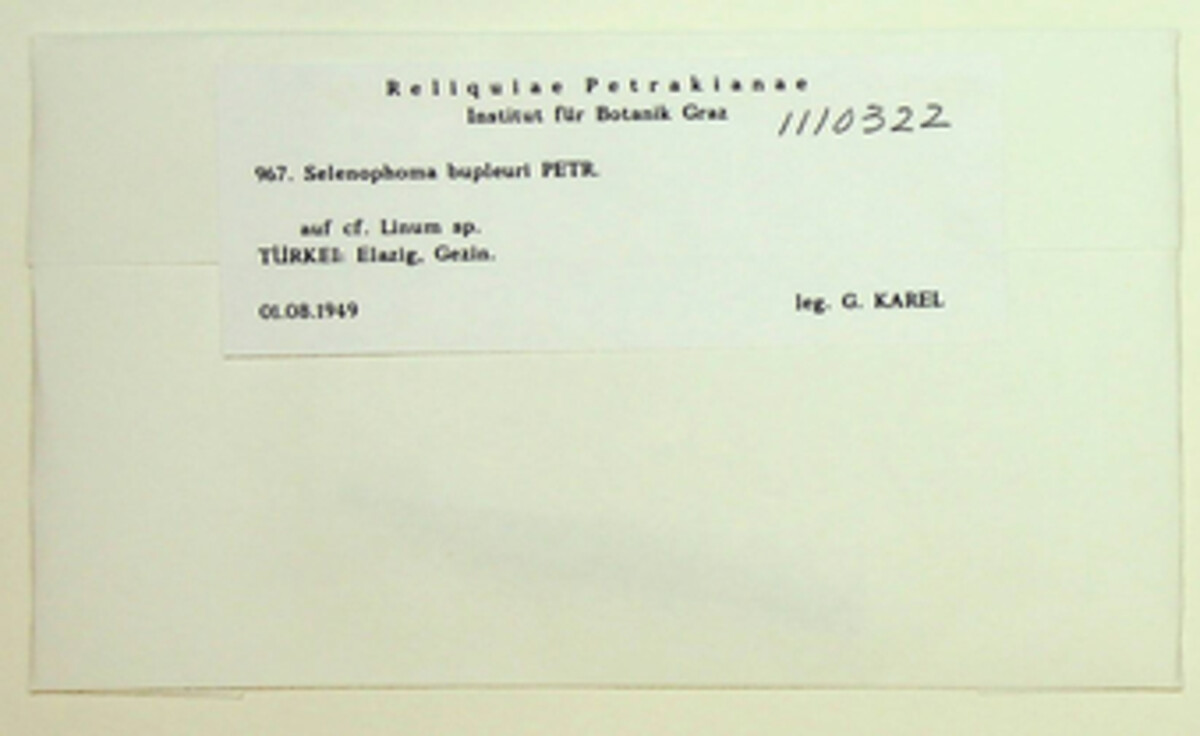 Reliquiae Petrakianae
Institut für Botanik Graz
1110322
967. Selenophoma bupleuri PETR.
auf cf. Linum sp.
TÜRKEI: Elazig, Gezin.
01.08.1949
leg. G. KAREL